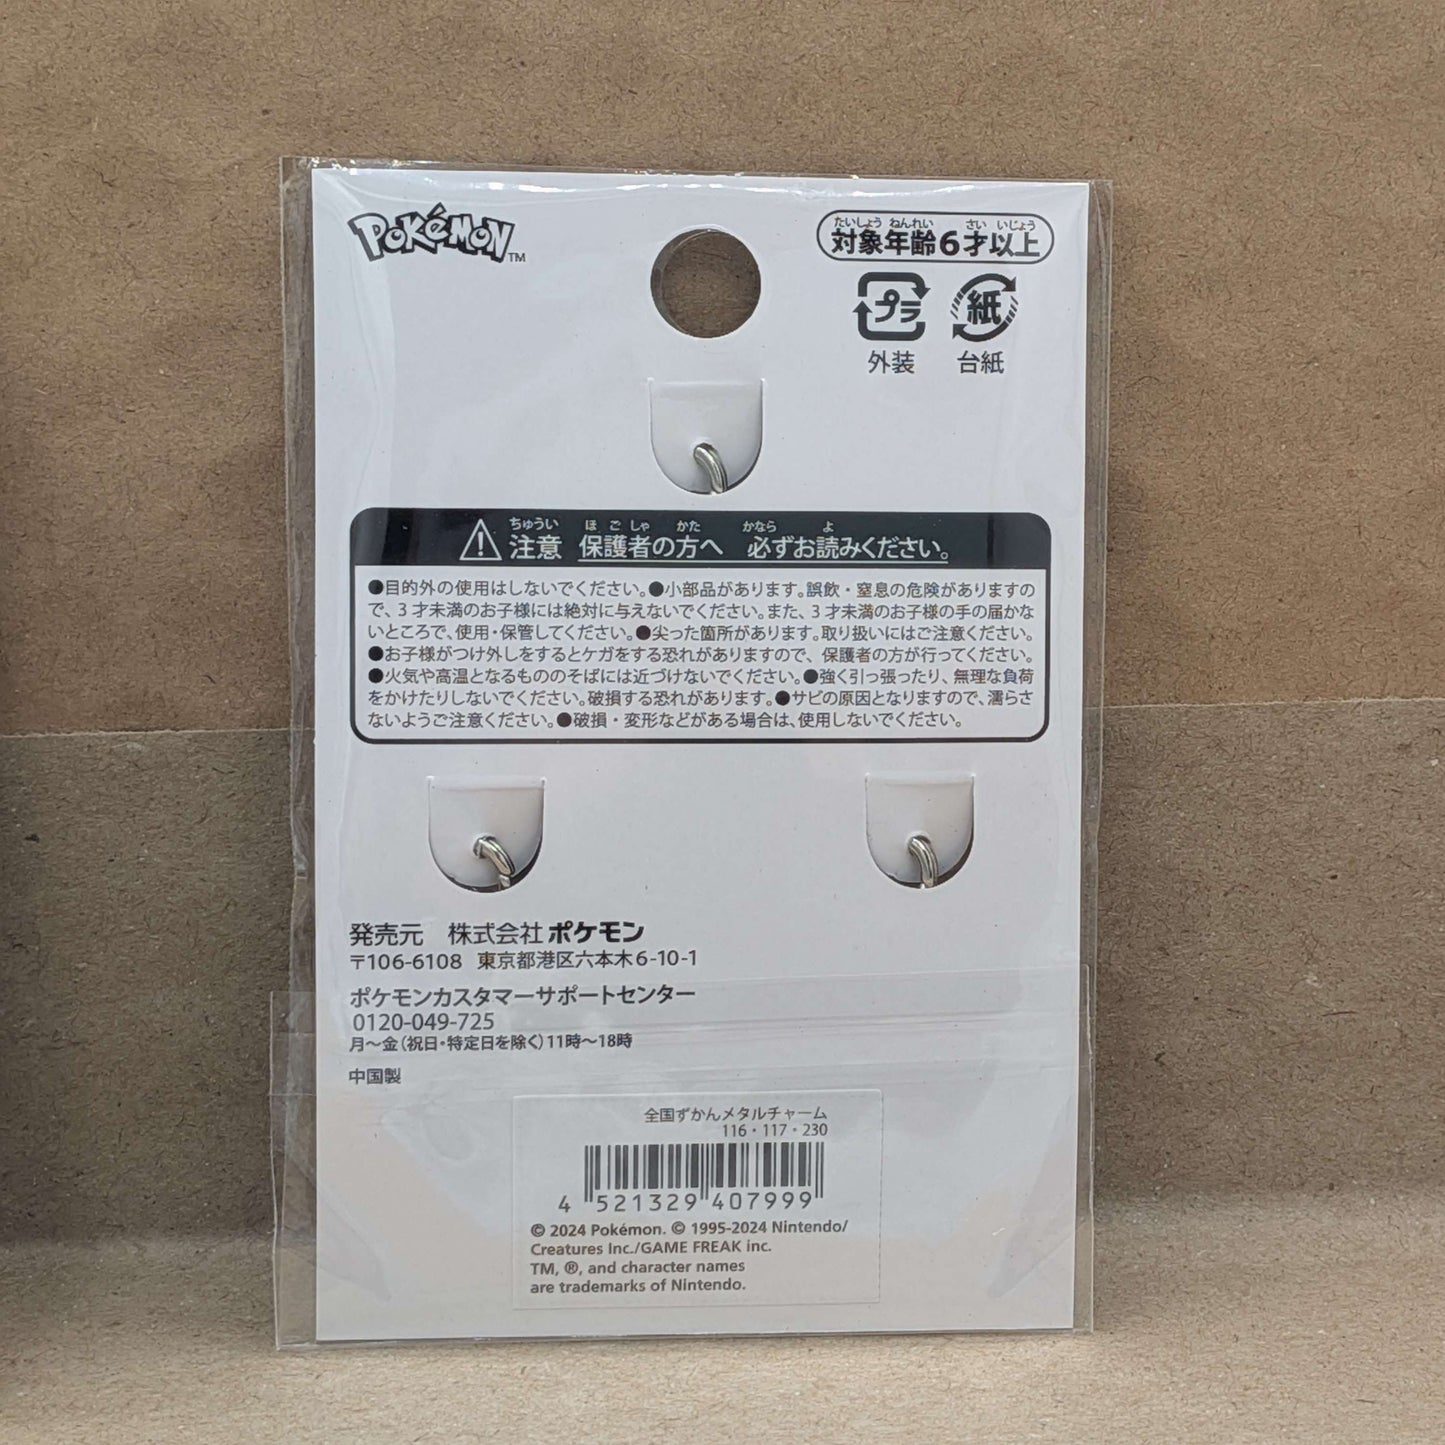 POKéMON™
たいしょう ねんれい さい いじょう
対象年齢6才以上
プラ 紙
外装 台紙
ちゅうい ほ ご しゃ かた かなら よ
注意 保護者の方へ 必ずお読みください。
●目的外の使用はしないでください。●小部品があります。誤飲・窒息の危険がありますの
で、3才未満のお子様には絶対に与えないでください。また、3才未満のお子様の手の届かな
いところで、使用・保管してください。●尖った箇所があります。取り扱いにはご注意ください。
●お子様がつけ外しをするとケガをする恐れがありますので、保護者の方が行ってください。
●火気や高温となるもののそばには近づけないでください。●強く引っ張ったり、無理な負荷
をかけたりしないでください。破損する恐れがあります。●サビの原因となりますので、濡らさ
ないようご注意ください。●破損・変形などがある場合は、使用しないでください。
発売元 株式会社ポケモン
〒106-6108 東京都港区六本木6-10-1
ポケモンカスタマーサポートセンター
0120-049-725
月〜金(祝日・特定日を除く)11時〜18時
中国製
全国ずかんメタルチャーム
116・117・230
4 521329 407999
© 2024 Pokémon. © 1995-2024 Nintendo/
Creatures Inc./GAME FREAK inc.
TM, ®, and character names
are trademarks of Nintendo.